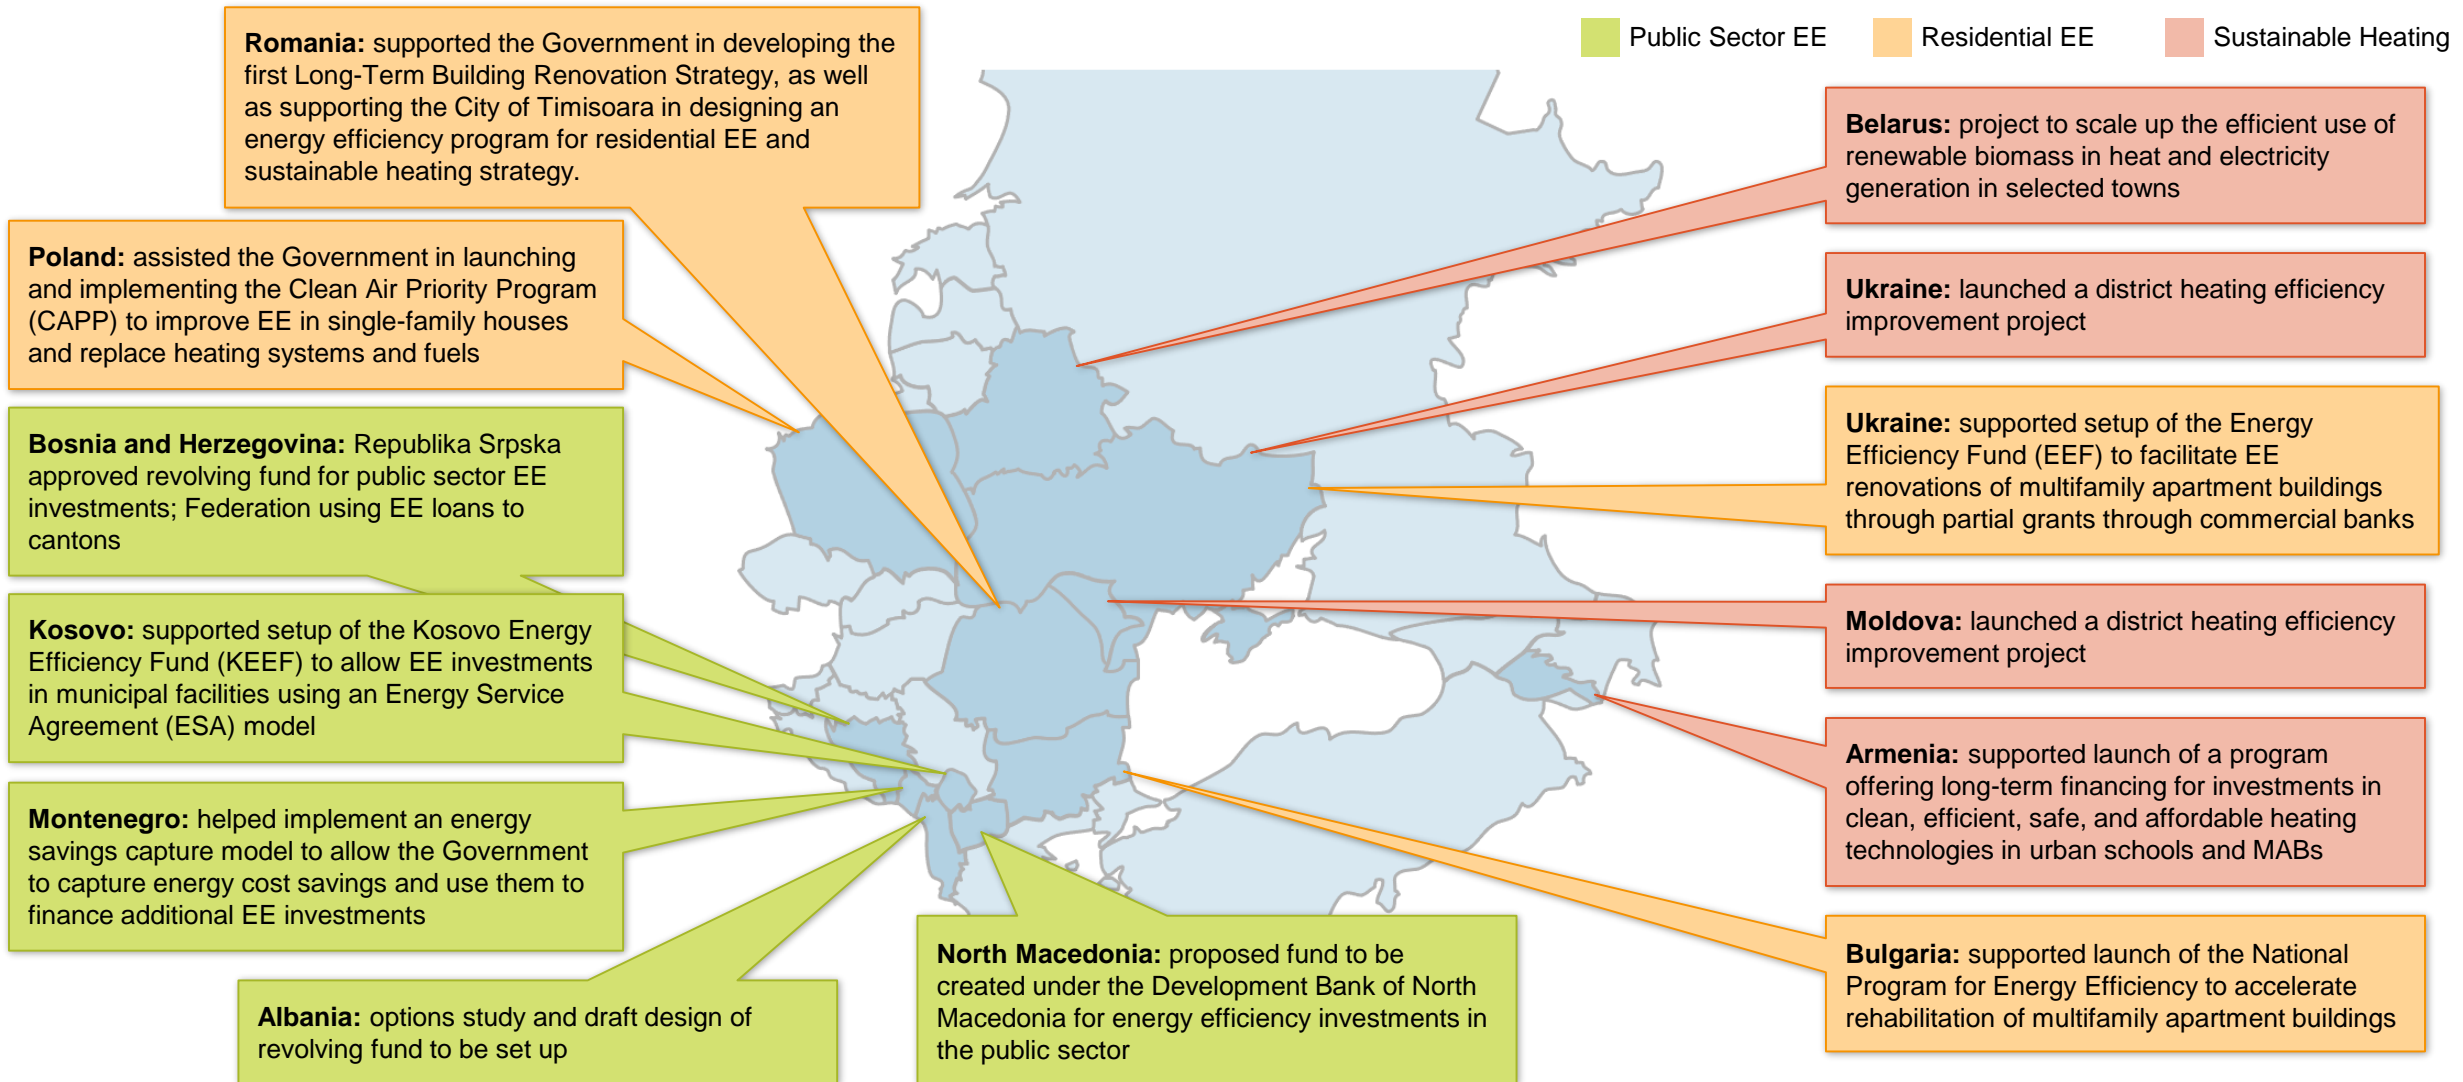 Public Sector EE
Residential EE
Sustainable Heating
Romania: supported the Government in developing the
first Long-Term Building Renovation Strategy, as well
as supporting the City of Timisoara in designing an
energy efficiency program for residential EE and
sustainable heating strategy.
Poland: assisted the Government in launching
and implementing the Clean Air Priority Program
(CAPP) to improve EE in single-family houses
and replace heating systems and fuels
Bosnia and Herzegovina: Republika Srpska
approved revolving fund for public sector EE
investments; Federation using EE loans to
cantons
Kosovo: supported setup of the Kosovo Energy
Efficiency Fund (KEEF) to allow EE investments
in municipal facilities using an Energy Service
Agreement (ESA) model
Montenegro: helped implement an energy
savings capture model to allow the Government
to capture energy cost savings and use them to
finance additional EE investments
Albania: options study and draft design of
revolving fund to be set up
North Macedonia: proposed fund to be
created under the Development Bank of North
Macedonia for energy efficiency investments in
the public sector
Belarus: project to scale up the efficient use of
renewable biomass in heat and electricity
generation in selected towns
Ukraine: launched a district heating efficiency
improvement project
Ukraine: supported setup of the Energy
Efficiency Fund (EEF) to facilitate EE
renovations of multifamily apartment buildings
through partial grants through commercial banks
Moldova: launched a district heating efficiency
improvement project
Armenia: supported launch of a program
offering long-term financing for investments in
clean, efficient, safe, and affordable heating
technologies in urban schools and MABs
Bulgaria: supported launch of the National
Program for Energy Efficiency to accelerate
rehabilitation of multifamily apartment buildings